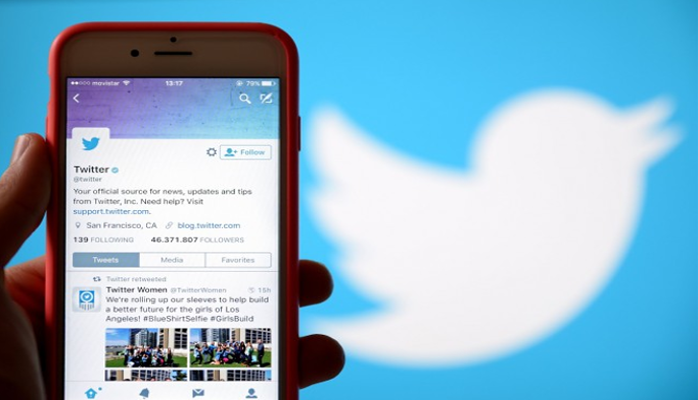 movistar 13:17 79%
Follow
Twitter
@twitter
Your official source for news, updates and tips
from Twitter, Inc. Need help? Visit
support.twitter.com.
San Francisco, CA blog.twitter.com
139 FOLLOWING 46.371.807 FOLLOWERS
Tweets Media Favorites
Twitter retweeted
Twitter Women @TwitterWomen 15h
We're rolling up our sleeves to help build
a better future for the girls of Los
Angeles! #BlueShirtSelfie #GirlsBuild